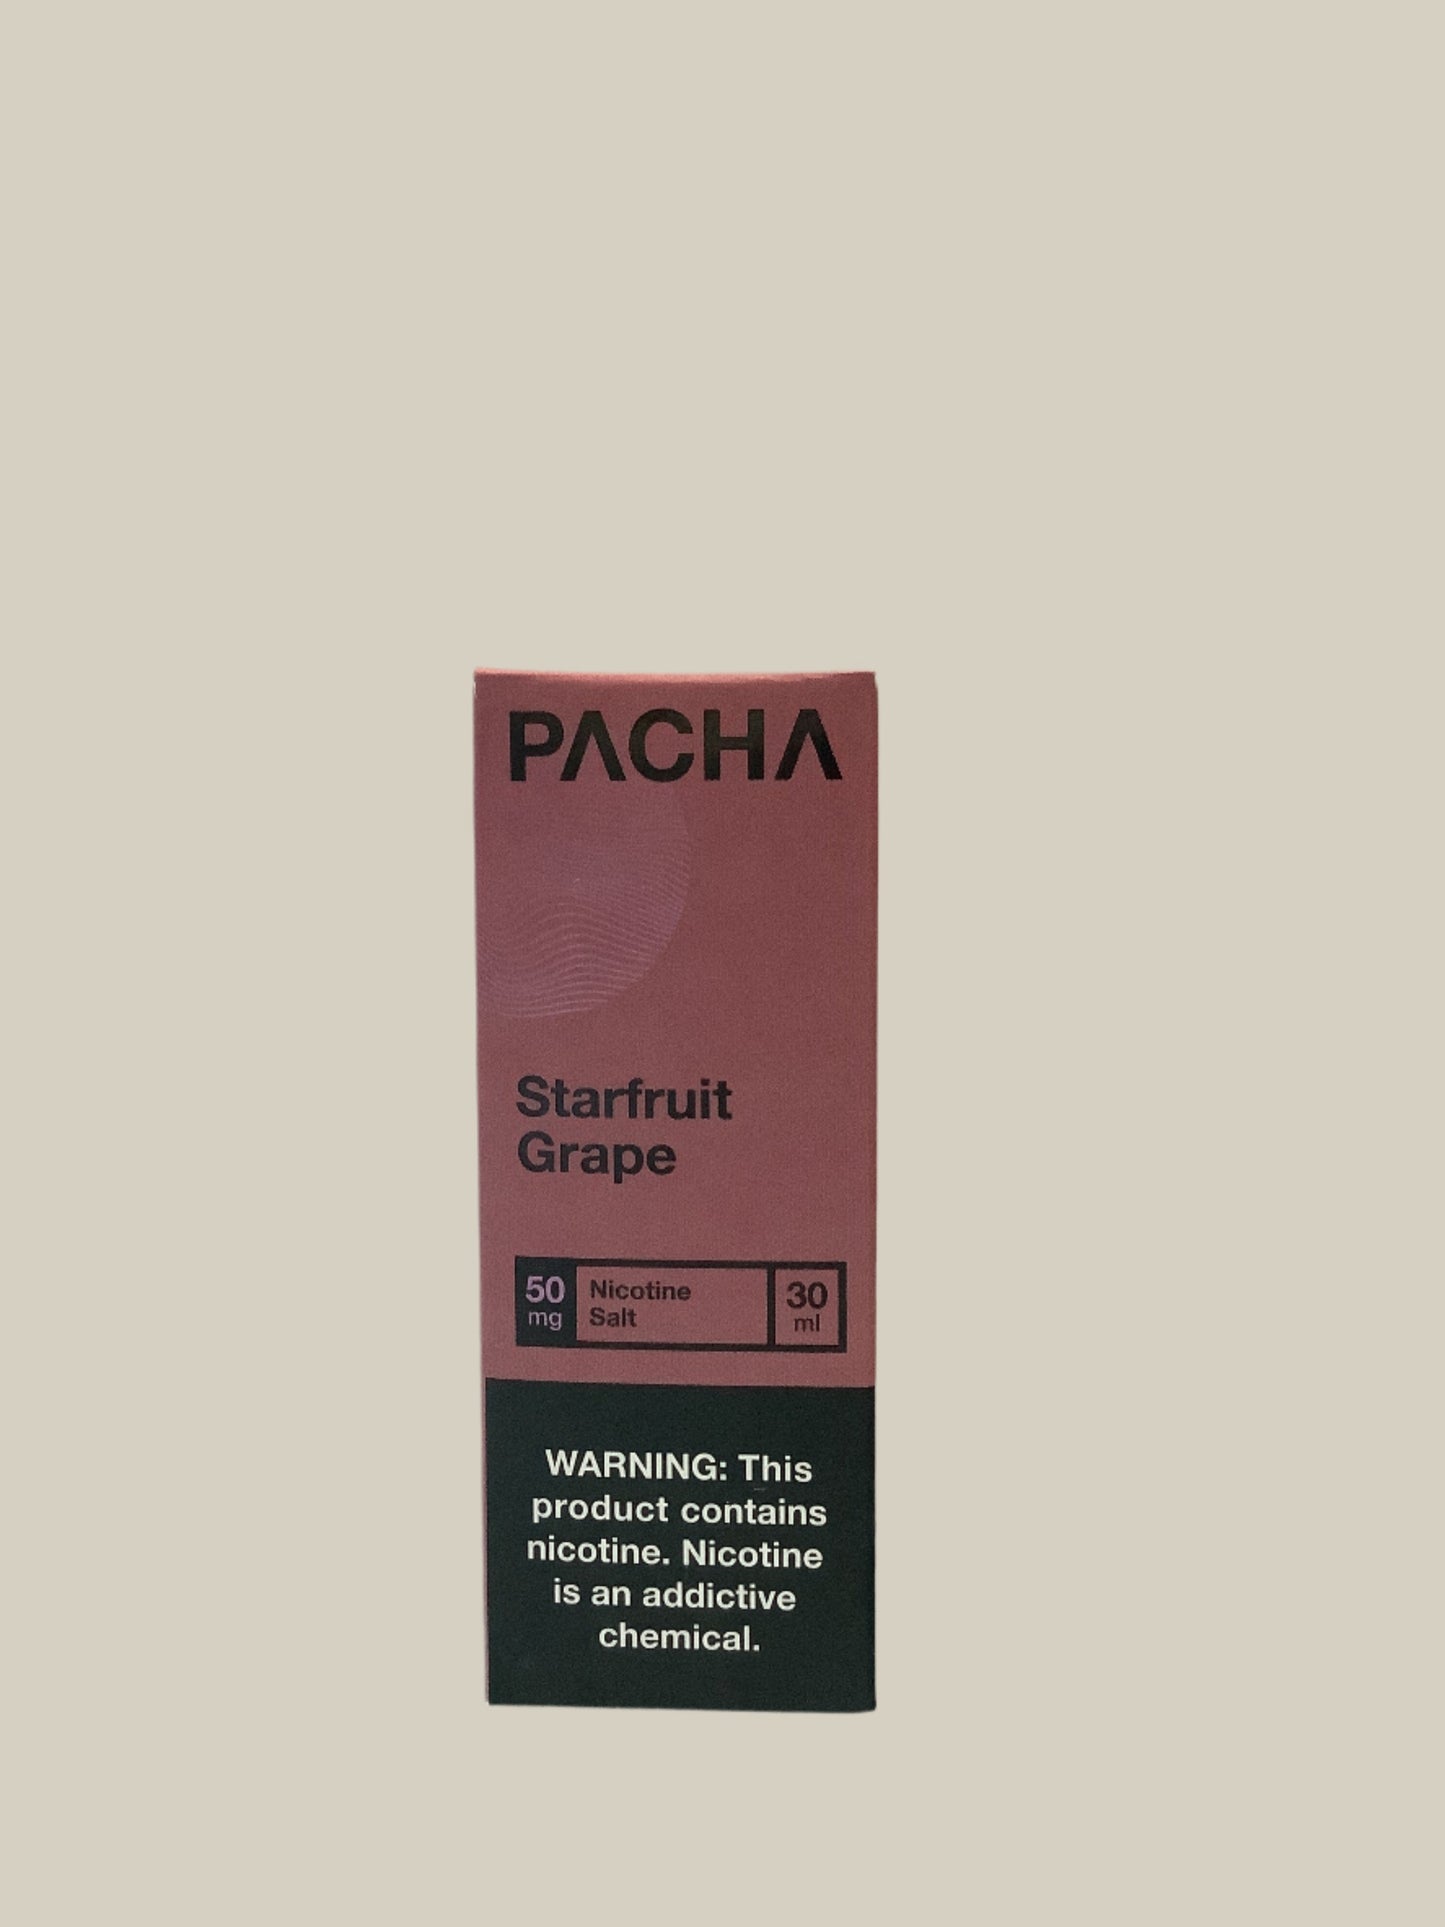 PACHA
Starfruit
Grape
50
mg
Nicotine
Salt
30
ml
WARNING: This
product contains
nicotine. Nicotine
is an addictive
chemical.